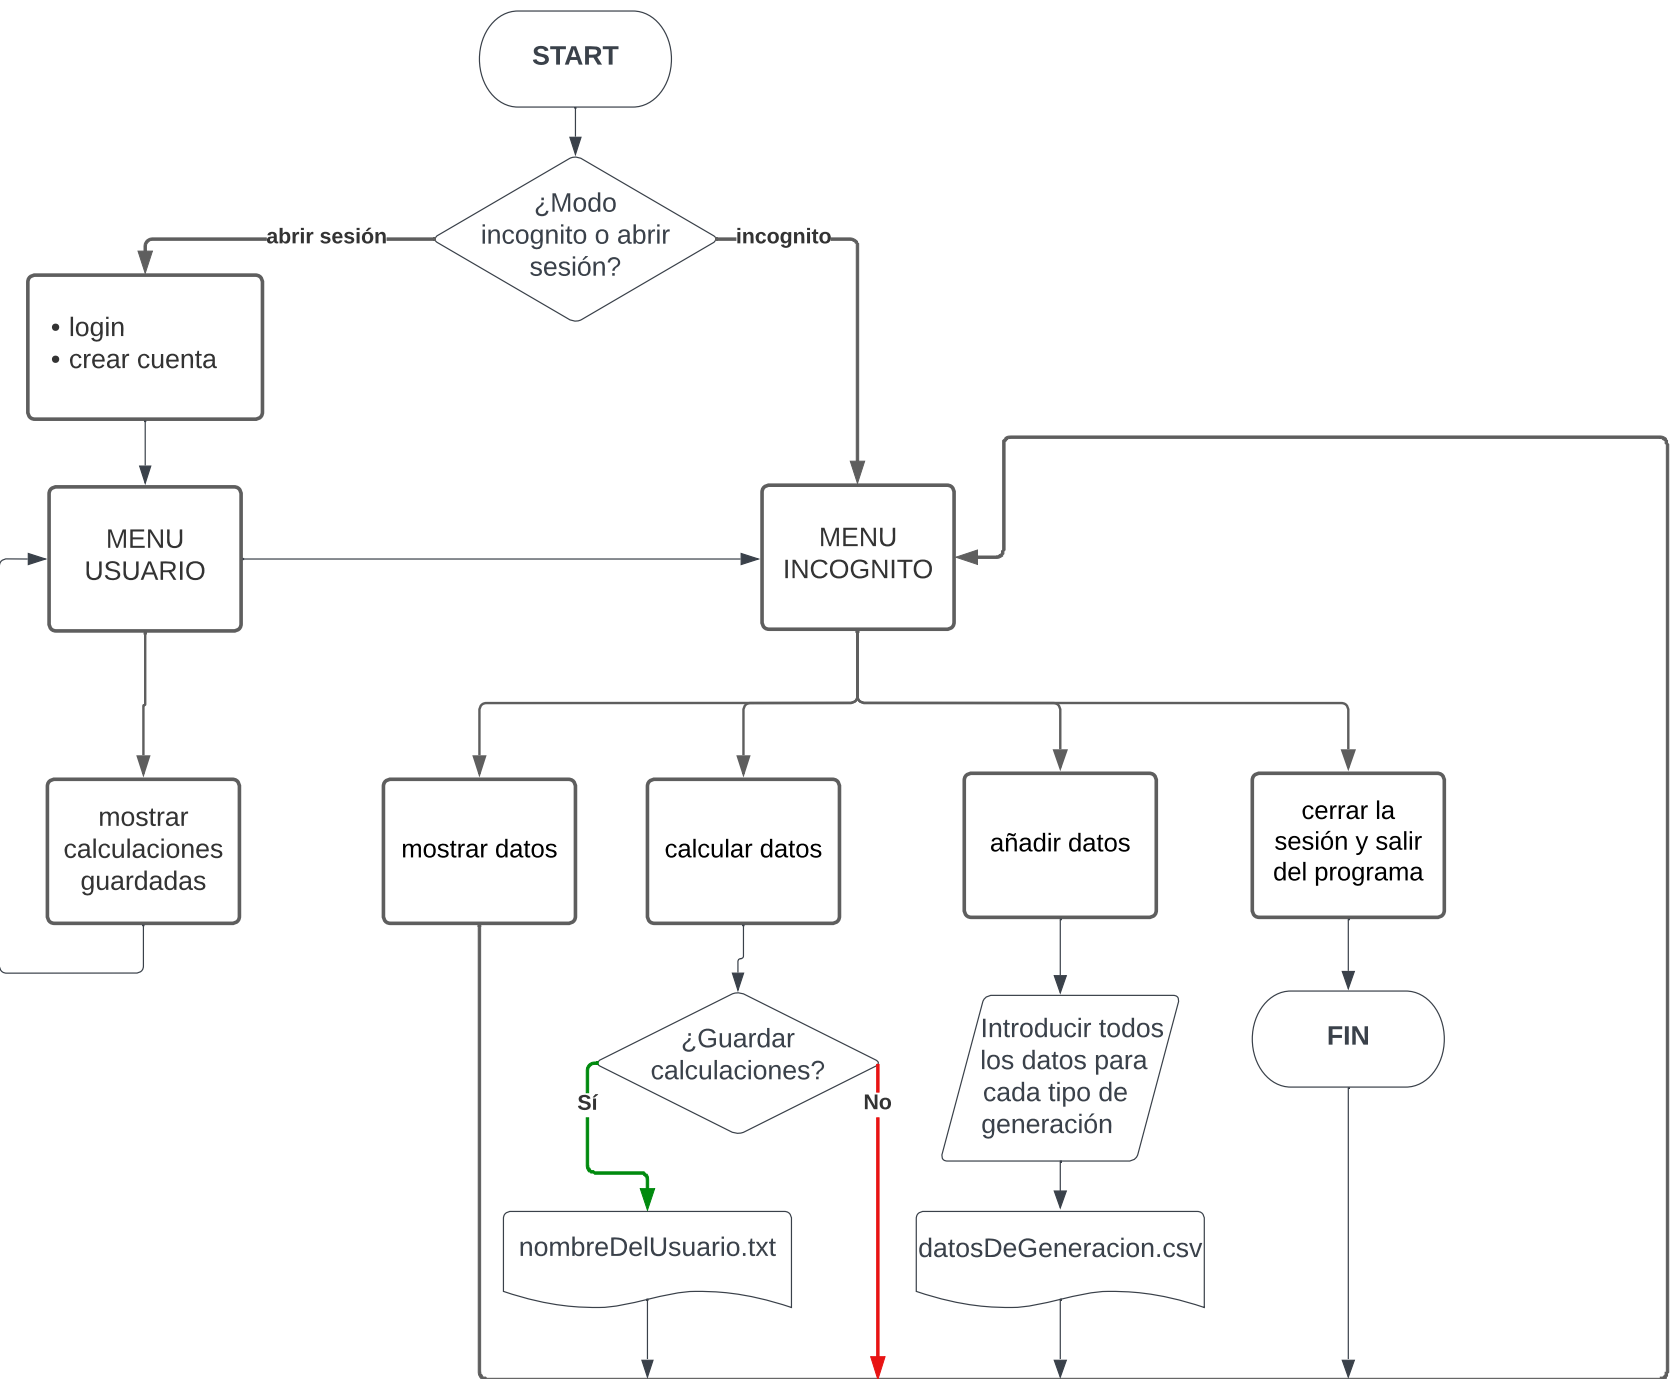 START
¿Modo
incognito o abrir
sesión?
abrir sesión
incognito
• login
• crear cuenta
MENU
USUARIO
MENU
INCOGNITO
mostrar
calculaciones
guardadas
mostrar datos
calcular datos
añadir datos
cerrar la
sesión y salir
del programa
¿Guardar
calculaciones?
Sí
No
Introducir todos
los datos para
cada tipo de
generación
FIN
nombreDelUsuario.txt
datosDeGeneracion.csv